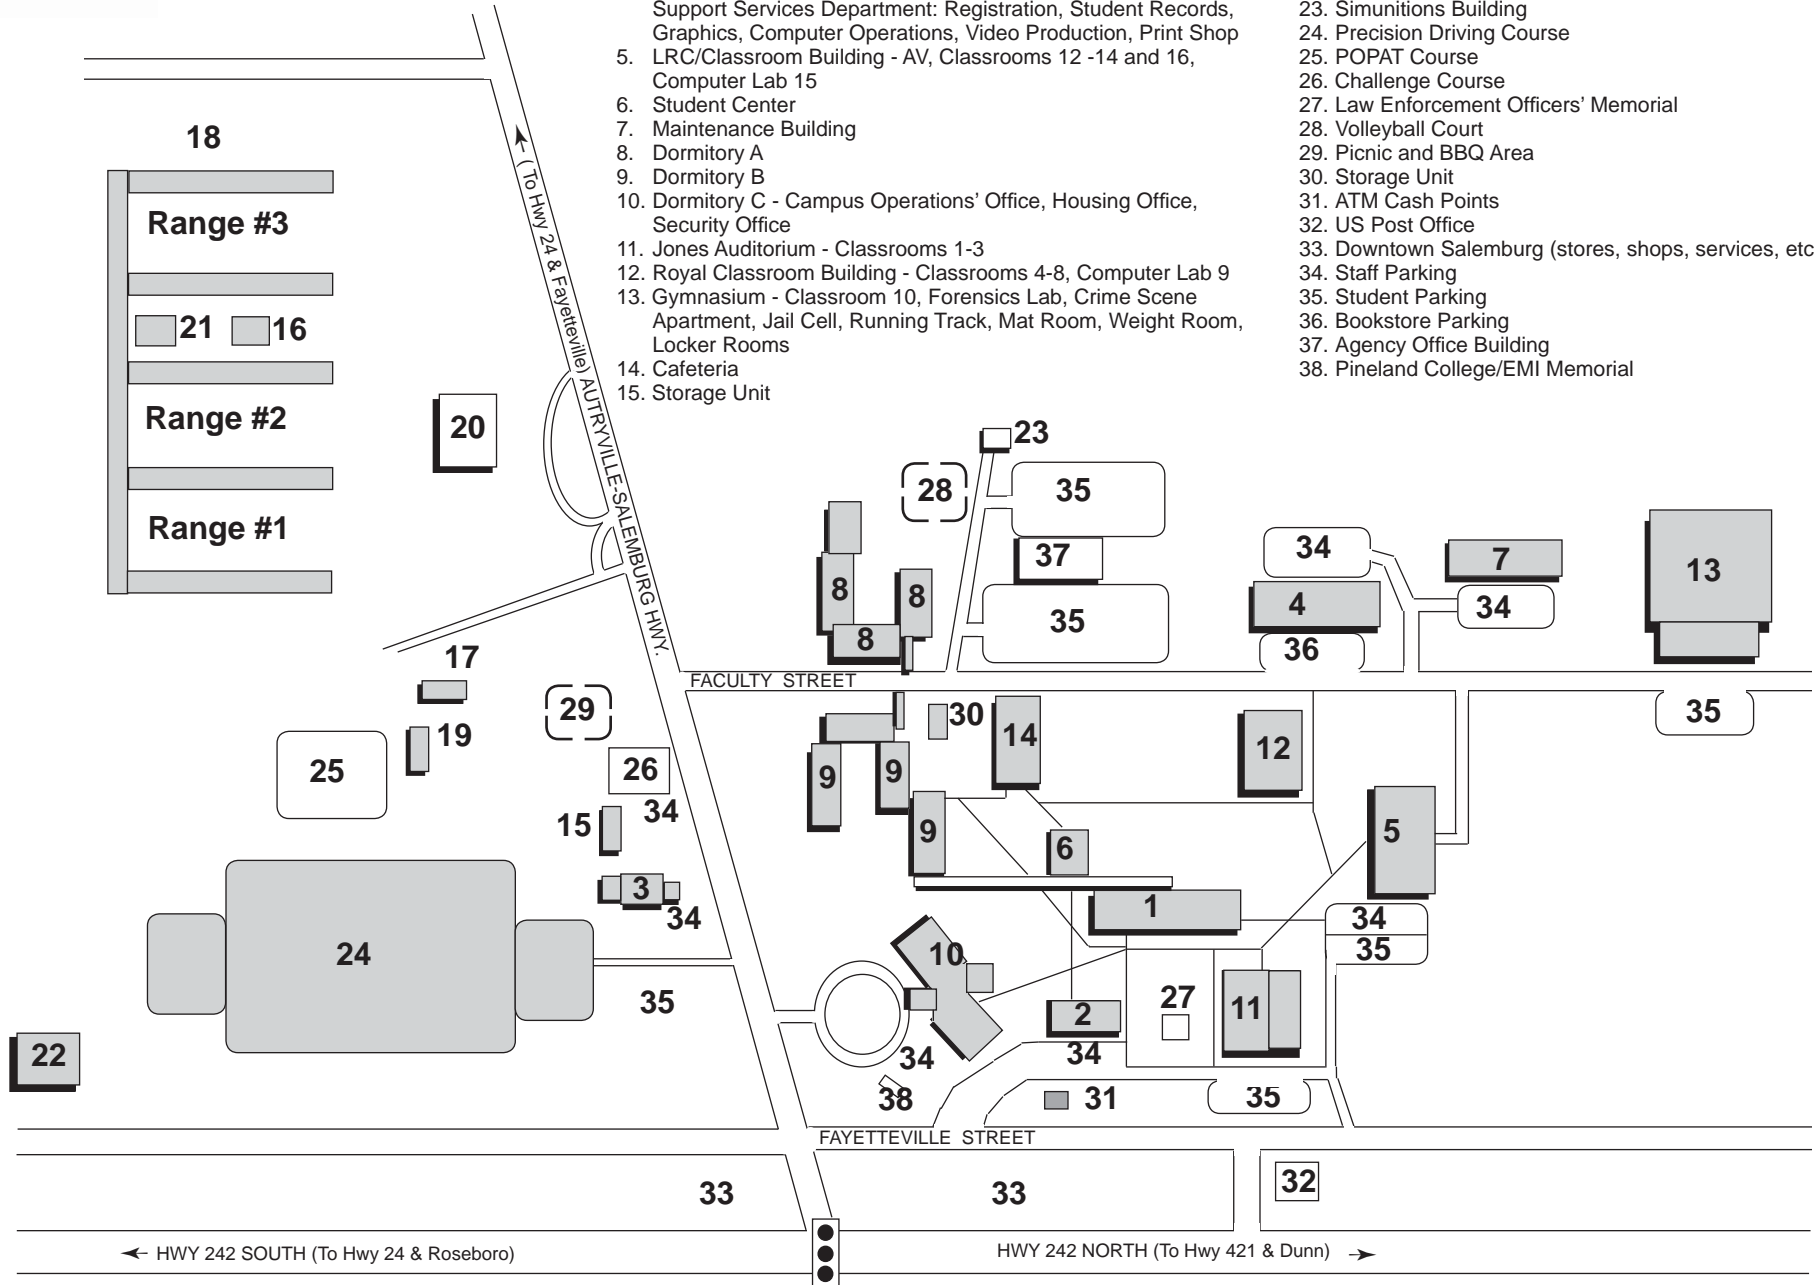 Support Services Department: Registration, Student Records,
Graphics, Computer Operations, Video Production, Print Shop
5. LRC/Classroom Building - AV, Classrooms 12 -14 and 16,
Computer Lab 15
6. Student Center
7. Maintenance Building
8. Dormitory A
9. Dormitory B
10. Dormitory C - Campus Operations’ Office, Housing Office,
Security Office
11. Jones Auditorium - Classrooms 1-3
12. Royal Classroom Building - Classrooms 4-8, Computer Lab 9
13. Gymnasium - Classroom 10, Forensics Lab, Crime Scene
Apartment, Jail Cell, Running Track, Mat Room, Weight Room,
Locker Rooms
14. Cafeteria
15. Storage Unit
23. Simunitions Building
24. Precision Driving Course
25. POPAT Course
26. Challenge Course
27. Law Enforcement Officers’ Memorial
28. Volleyball Court
29. Picnic and BBQ Area
30. Storage Unit
31. ATM Cash Points
32. US Post Office
33. Downtown Salemburg (stores, shops, services, etc
34. Staff Parking
35. Student Parking
36. Bookstore Parking
37. Agency Office Building
38. Pineland College/EMI Memorial
18
Range #3
21
16
Range #2
Range #1
20
( To Hwy 24 & Fayetteville) AUTRYVILLE-SALEMBURG HWY.
23
28
35
37
35
8
8
8
34
7
4
34
36
13
17
FACULTY STREET
29
19
25
26
34
15
3
34
30
14
12
35
9
9
9
6
5
1
34
35
24
35
10
27
2
11
34
34
22
38
31
35
FAYETTEVILLE STREET
33
33
32
HWY 242 SOUTH (To Hwy 24 & Roseboro)
HWY 242 NORTH (To Hwy 421 & Dunn)